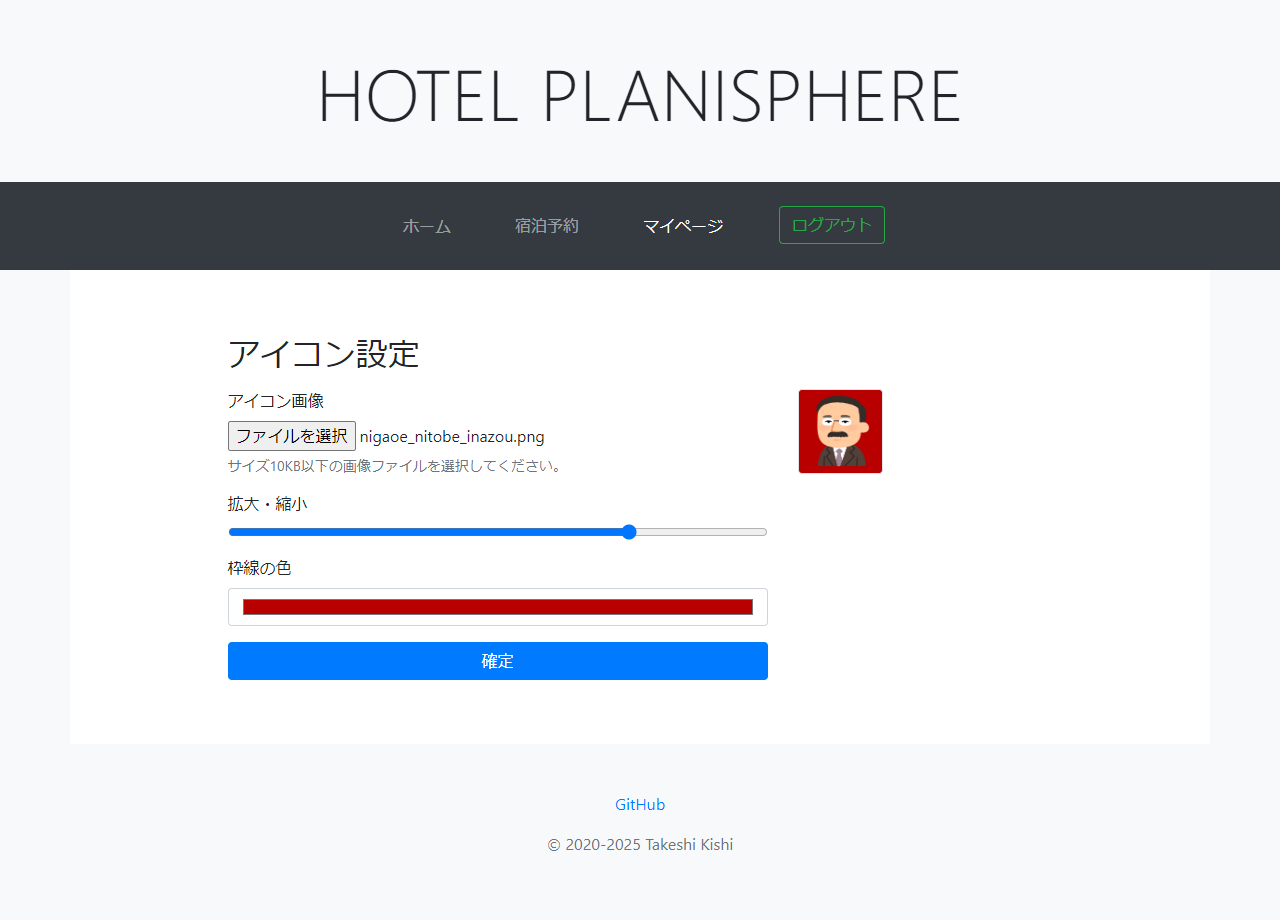 HOTEL PLANISPHERE
ホーム
宿泊予約
マイページ
ログアウト
アイコン設定
アイコン画像
ファイルを選択 nigaoe_nitobe_inazou.png
サイズ10KB以下の画像ファイルを選択してください。
拡大・縮小
枠線の色
確定
GitHub
© 2020-2025 Takeshi Kishi